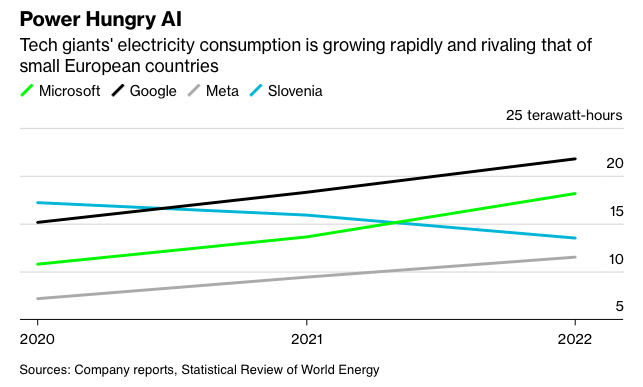 Power Hungry AI
Tech giants' electricity consumption is growing rapidly and rivaling that of
small European countries
Microsoft Google Meta Slovenia
25 terawatt-hours
20
15
10
5
2020 2021 2022
Sources: Company reports, Statistical Review of World Energy